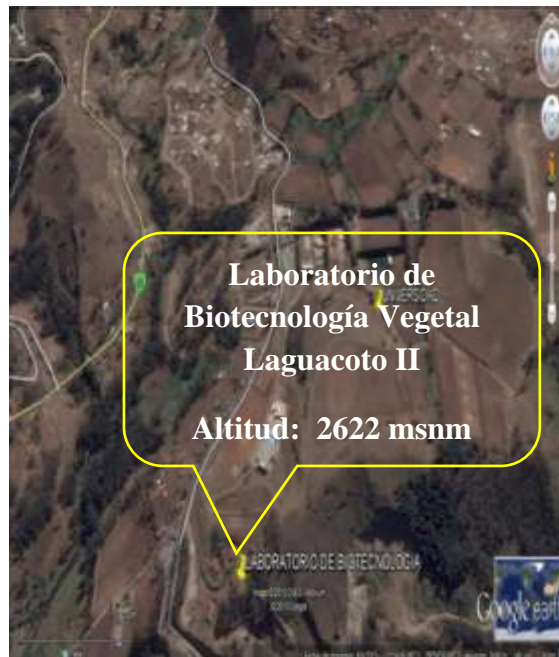 Laboratorio de
Biotecnología Vegetal
Laguacoto II
Altitud: 2622 msnm
LABORATORIO DE BIOTECNOLOGIA
Google earth